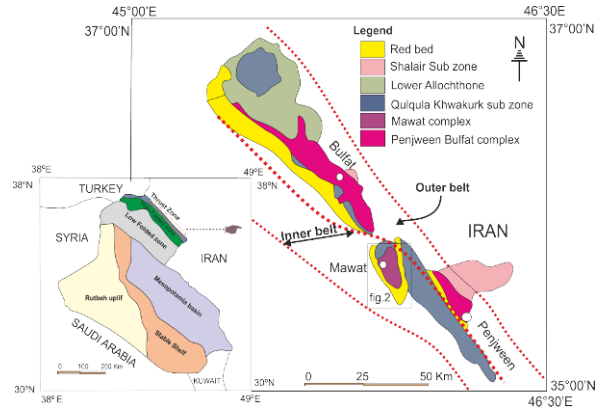 45°00'E
46°30'E
37°00'N
37°00'N
Legend
Red bed
Shalair Sub zone
Lower Allochthone
Qulqula Khwakurk sub zone
Mawat complex
Penjween Bulfat complex
N
Bulfat
Outer belt
Inner belt
IRAN
Mawat
fig.2
Penjween
0
25
50 Km
35°00'N
46°30'E
38°E
49°E
38°N
38°N
TURKEY
Thrust Zone
Low Folded zone
SYRIA
IRAN
Mesopotamia basin
Rutbah uplif
Stable Shelf
SAUDI ARABIA
KUWAIT
0 100 200 Km
30°N
30°N
38°E
49°E